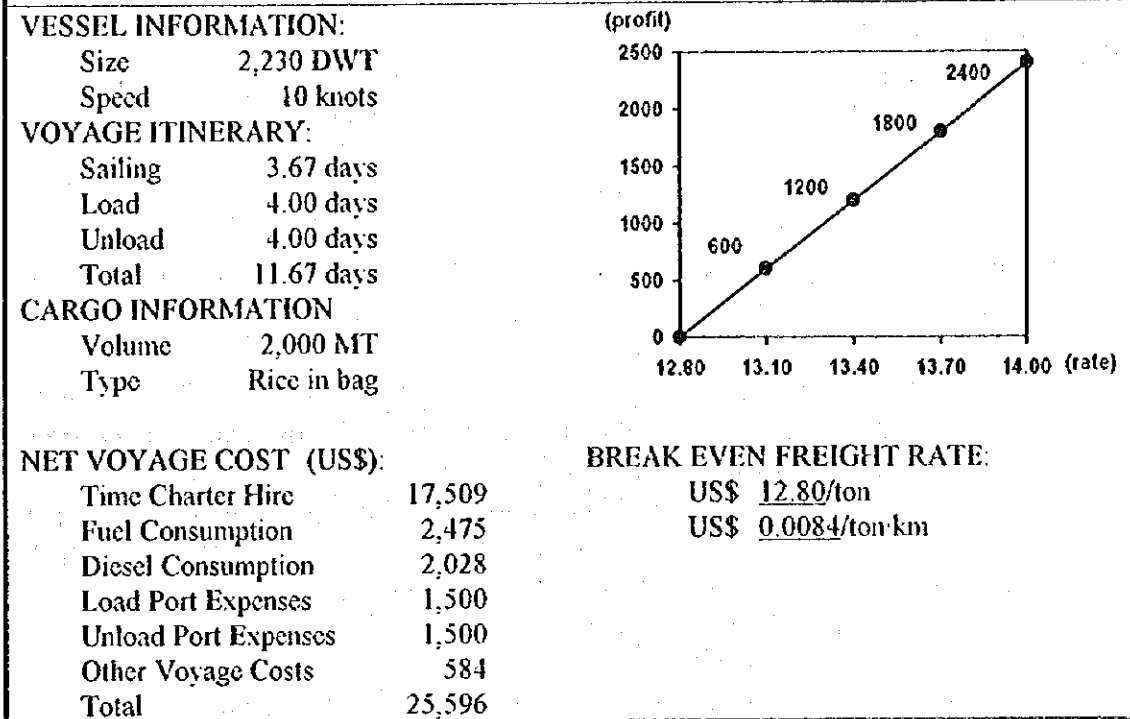 VESSEL INFORMATION:
Size 2,230 DWT
Speed 10 knots
VOYAGE ITINERARY:
Sailing 3.67 days
Load 4.00 days
Unload 4.00 days
Total 11.67 days
CARGO INFORMATION
Volume 2,000 MT
Type Rice in bag
(profit)
2500
2000
1500
1000
500
0
600
1200
1800
2400
12.80 13.10 13.40 13.70 14.00 (rate)
NET VOYAGE COST (US$):
Time Charter Hire 17,509
Fuel Consumption 2,475
Diesel Consumption 2,028
Load Port Expenses 1,500
Unload Port Expenses 1,500
Other Voyage Costs 584
Total 25,596
BREAK EVEN FREIGHT RATE:
US$ 12.80/ton
US$ 0.0084/ton·km